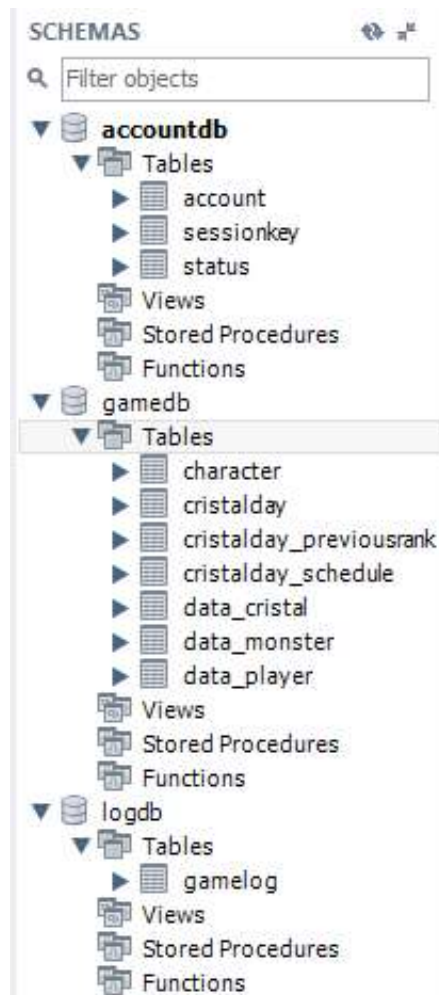 SCHEMAS
Filter objects
accountdb
Tables
account
sessionkey
status
Views
Stored Procedures
Functions
gamedb
Tables
character
cristalday
cristalday_previousrank
cristalday_schedule
data_cristal
data_monster
data_player
Views
Stored Procedures
Functions
logdb
Tables
gamelog
Views
Stored Procedures
Functions